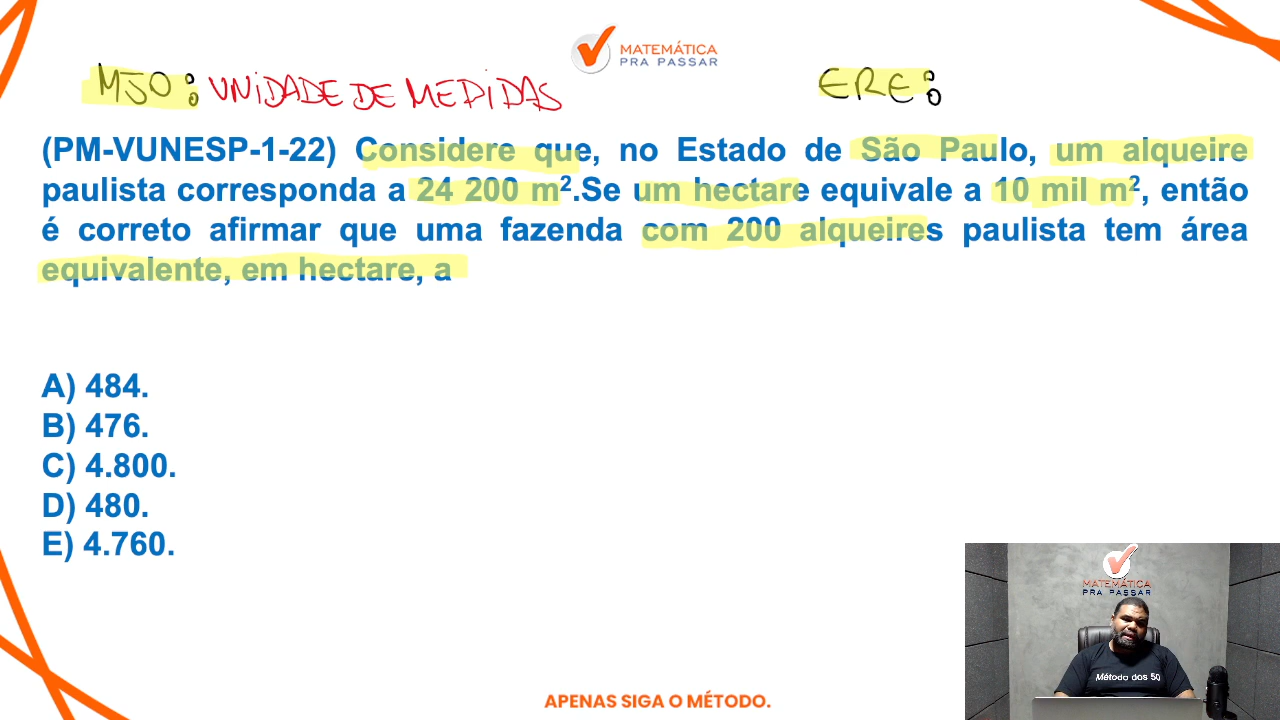 MATEMÁTICA
PRA PASSAR
MJO: UNIDADE DE MEDIDAS
ERE:
(PM-VUNESP-1-22) Considere que, no Estado de São Paulo, um alqueire
paulista corresponda a 24 200 m².Se um hectare equivale a 10 mil m², então
é correto afirmar que uma fazenda com 200 alqueires paulista tem área
equivalente, em hectare, a
A) 484.
B) 476.
C) 4.800.
D) 480.
E) 4.760.
MATEMÁTICA
PRA PASSAR
Método dos 50
APENAS SIGA O MÉTODO.